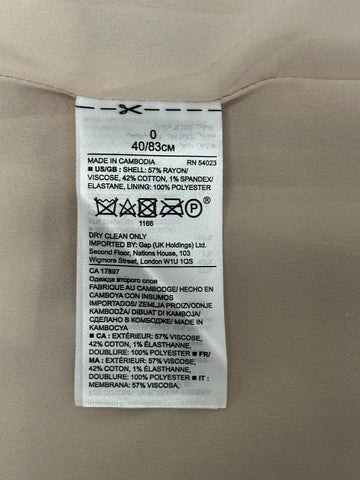 0
40/83CM
MADE IN CAMBODIA RN 54023
■ US/GB: SHELL: 57% RAYON/
VISCOSE, 42% COTTON, 1% SPANDEX/
ELASTANE, LINING: 100% POLYESTER
P
1166
DRY CLEAN ONLY
IMPORTED BY: Gap (UK Holdings) Ltd.
Second Floor, Nations House, 103
Wigmore Street, London W1U 1QS
CA 17897
Одежда второго слоя
FABRIQUÉ AU CAMBODGE/ HECHO EN
CAMBOYA CON INSUMOS
IMPORTADOS/ ZEMLJA PROIZVODNJE
KAMBODŽA/ DIBUAT DI KAMBOJA/
СДЕЛАНО В КОМБОДЖЕ/ MADE IN
KAMBOCYA
■ CA : EXTÉRIEUR: 57% VISCOSE,
42% COTON, 1% ÉLASTHANNE,
DOUBLURE: 100% POLYESTER ■ FR/
MA : EXTÉRIEUR: 57% VISCOSE,
42% COTON, 1% ÉLASTHANNE,
DOUBLURE: 100% POLYESTER ■ IT:
MEMBRANA: 57% VISCOSA,